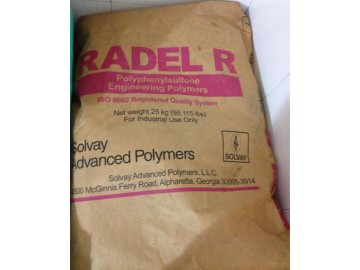 RADEL R
Polyphenylsulfone
Engineering Polymers
ISO 9002 Registered Quality System
Net weight 25 kg (55.115 lbs)
For Industrial Use Only
Solvay
Advanced Polymers
SOLVAY
Solvay Advanced Polymers, L.L.C.
4500 McGinnis Ferry Road, Alpharetta, Georgia 30005-3914